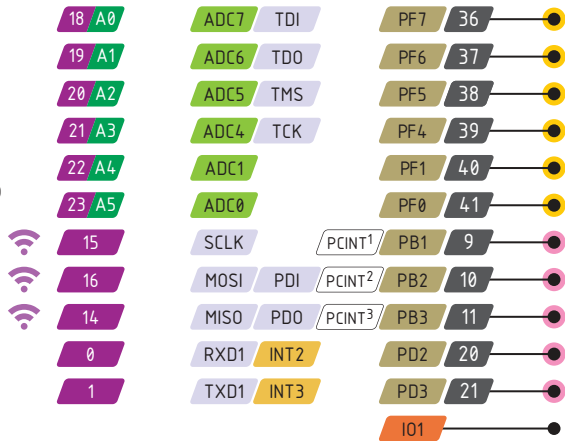 18 A0 ADC7 TDI PF7 36
19 A1 ADC6 TDO PF6 37
20 A2 ADC5 TMS PF5 38
21 A3 ADC4 TCK PF4 39
22 A4 ADC1 PF1 40
23 A5 ADC0 PF0 41
15 SCLK PCINT1 PB1 9
16 MOSI PDI PCINT2 PB2 10
14 MISO PDO PCINT3 PB3 11
0 RXD1 INT2 PD2 20
1 TXD1 INT3 PD3 21
IO1